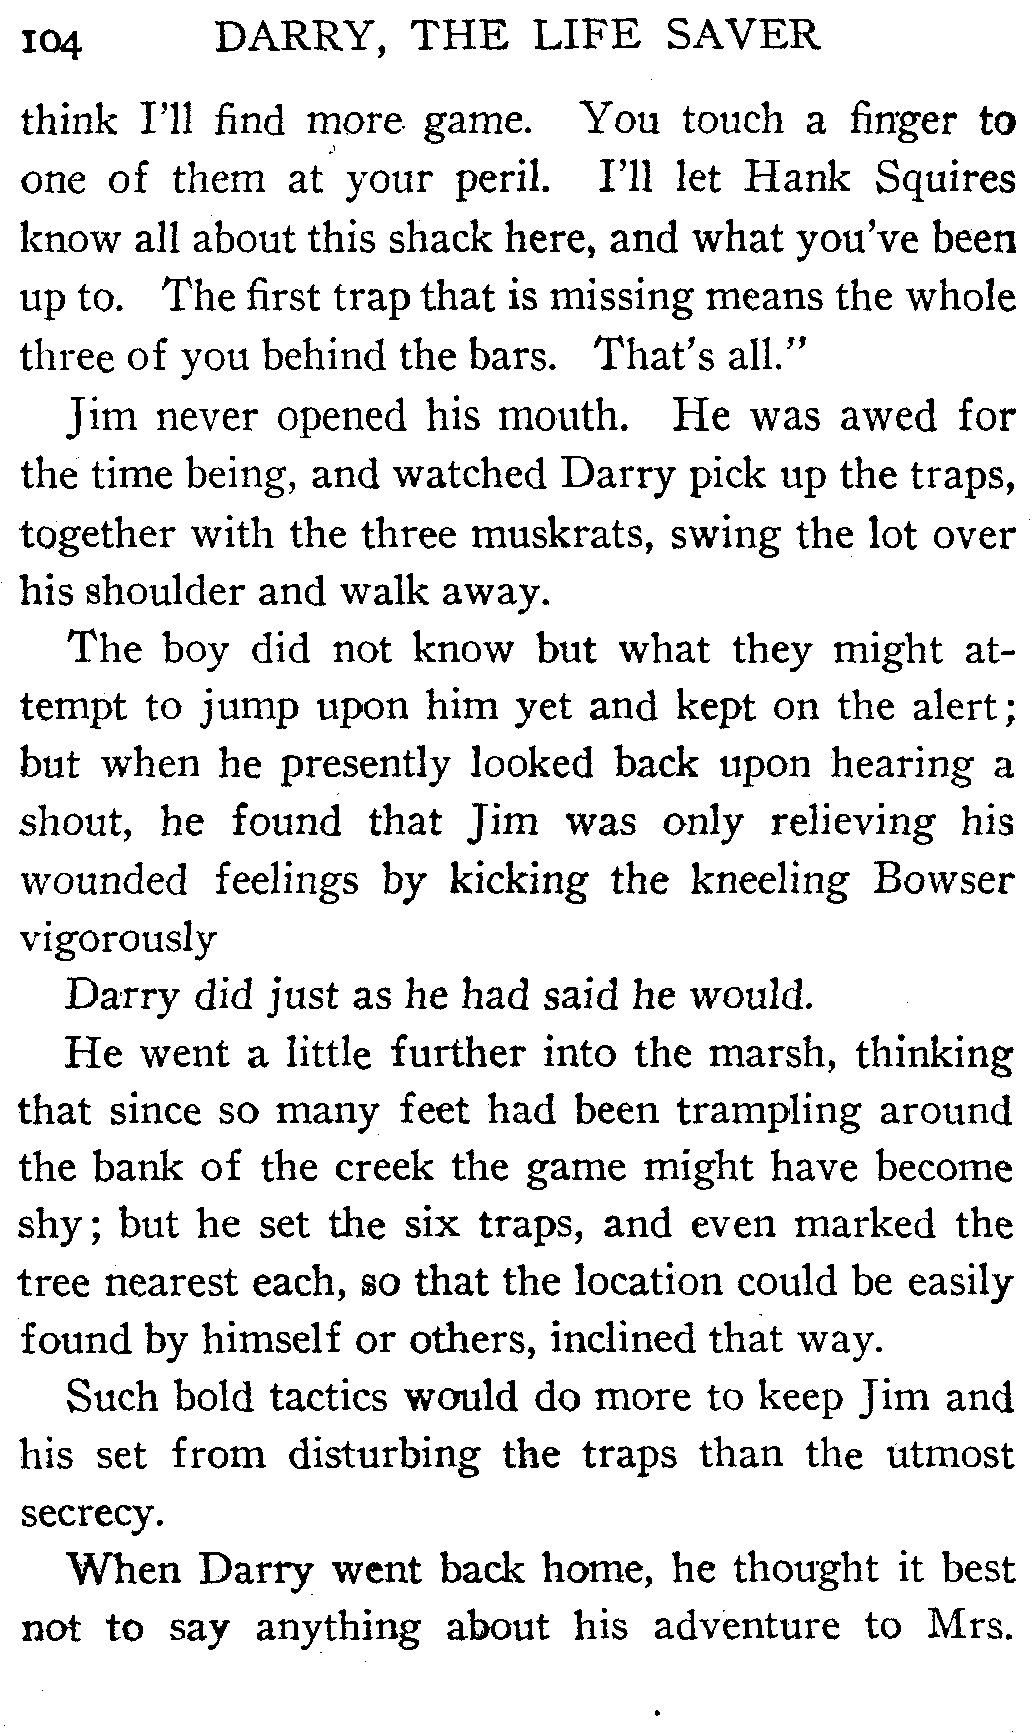 104 DARRY, THE LIFE SAVER
think I'll find more game. You touch a finger to
one of them at your peril. I'll let Hank Squires
know all about this shack here, and what you've been
up to. The first trap that is missing means the whole
three of you behind the bars. That's all."
Jim never opened his mouth. He was awed for
the time being, and watched Darry pick up the traps,
together with the three muskrats, swing the lot over
his shoulder and walk away.
The boy did not know but what they might at-
tempt to jump upon him yet and kept on the alert;
but when he presently looked back upon hearing a
shout, he found that Jim was only relieving his
wounded feelings by kicking the kneeling Bowser
vigorously
Darry did just as he had said he would.
He went a little further into the marsh, thinking
that since so many feet had been trampling around
the bank of the creek the game might have become
shy; but he set the six traps, and even marked the
tree nearest each, so that the location could be easily
found by himself or others, inclined that way.
Such bold tactics would do more to keep Jim and
his set from disturbing the traps than the utmost
secrecy.
When Darry went back home, he thought it best
not to say anything about his adventure to Mrs.